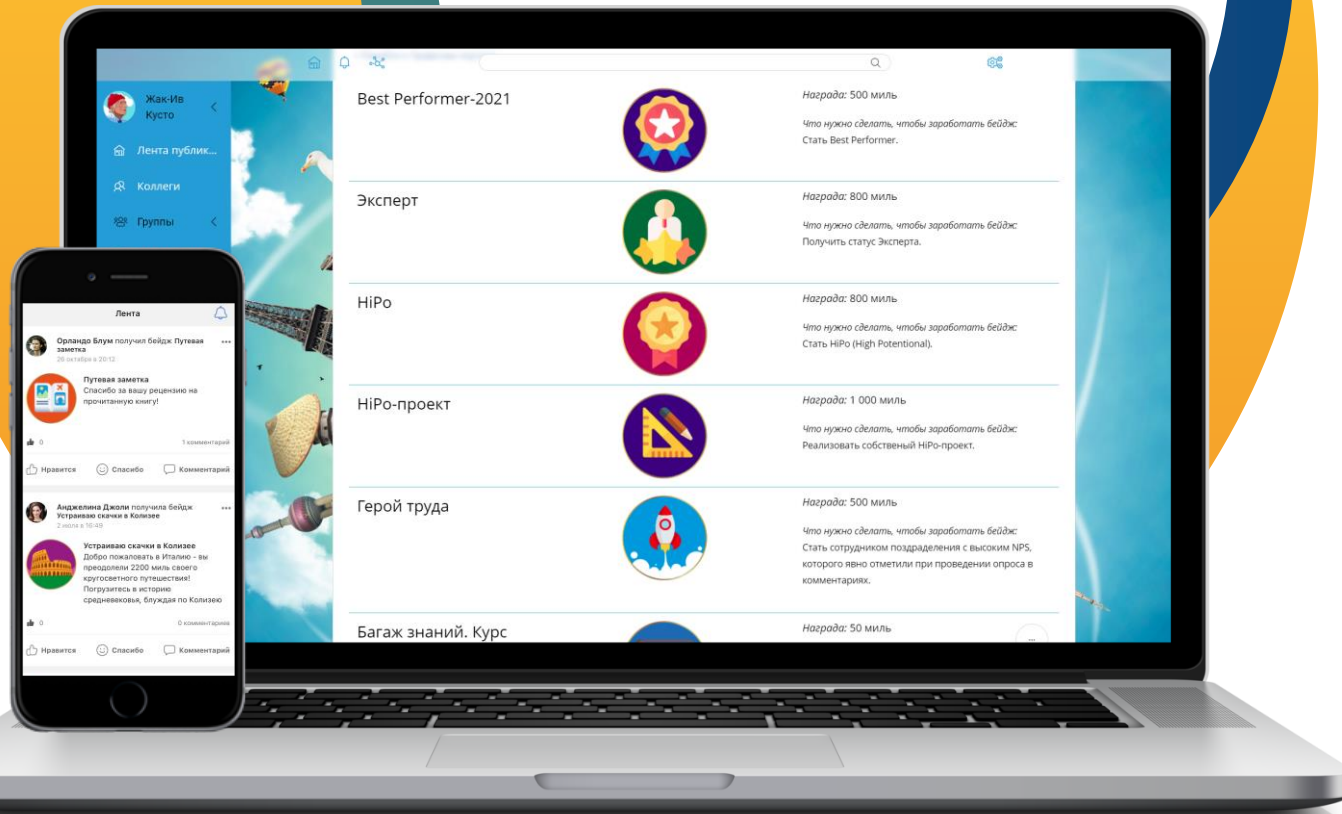 Жак-Ив
Кусто
Лента публик...
Коллеги
Группы
Best Performer-2021
Награда: 500 миль
Что нужно сделать, чтобы заработать бейдж:
Стать Best Performer.
Эксперт
Награда: 800 миль
Что нужно сделать, чтобы заработать бейдж:
Получить статус Эксперта.
HiPo
Награда: 800 миль
Что нужно сделать, чтобы заработать бейдж:
Стать HiPo (High Potentional).
HiPo-проект
Награда: 1 000 миль
Что нужно сделать, чтобы заработать бейдж:
Реализовать собственый HiPo-проект.
Герой труда
Награда: 500 миль
Что нужно сделать, чтобы заработать бейдж:
Стать сотрудником поздраделения с высоким NPS,
которого явно отметили при проведении опроса в
комментариях.
Багаж знаний. Курс
Награда: 50 миль
Лента
Орландо Блум получил бейдж Путевая
заметка
26 октября в 20:12
Путевая заметка
Спасибо за вашу рецензию на
прочитанную книгу!
0
1 комментарий
Нравится
Спасибо
Комментарий
Анджелина Джоли получила бейдж
Устраиваю скачки в Колизее
2 июля в 16:49
Устраиваю скачки в Колизее
Добро пожаловать в Италию – вы
преодолели 2200 миль своего
кругосветного путешествия!
Погрузитесь в историю
средневековья, блуждая по Колизею
0
0 комментариев
Нравится
Спасибо
Комментарий